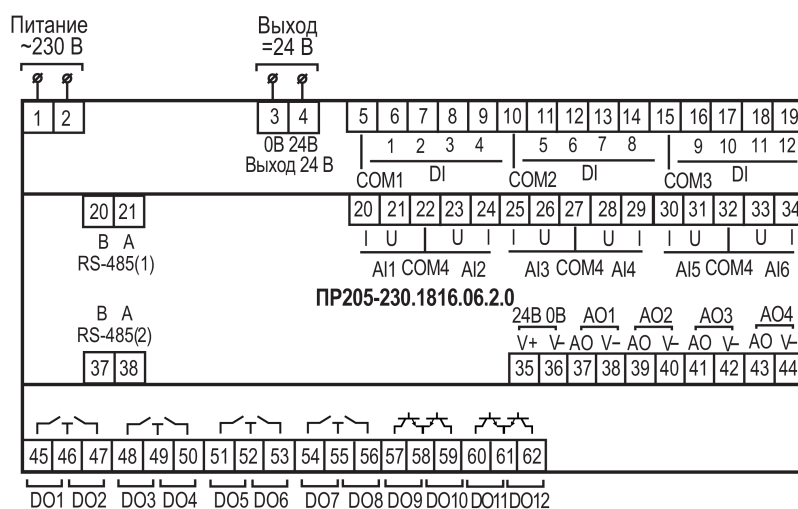 Питание Выход
~230 В =24 В
1 2 3 4 5 6 7 8 9 10 11 12 13 14 15 16 17 18 19
0В 24В 1 2 3 4 5 6 7 8 9 10 11 12
Выход 24 В COM1 DI COM2 DI COM3 DI
20 21 20 21 22 23 24 25 26 27 28 29 30 31 32 33 34
B A I U U I I U U I I U U I
RS-485(1) AI1 COM4 AI2 AI3 COM4 AI4 AI5 COM4 AI6
ПР205-230.1816.06.2.0
B A 24В 0В AO1 AO2 AO3 AO4
RS-485(2) V+ V– AO V– AO V– AO V– AO V–
37 38 35 36 37 38 39 40 41 42 43 44
45 46 47 48 49 50 51 52 53 54 55 56 57 58 59 60 61 62
DO1 DO2 DO3 DO4 DO5 DO6 DO7 DO8 DO9 DO10 DO11 DO12